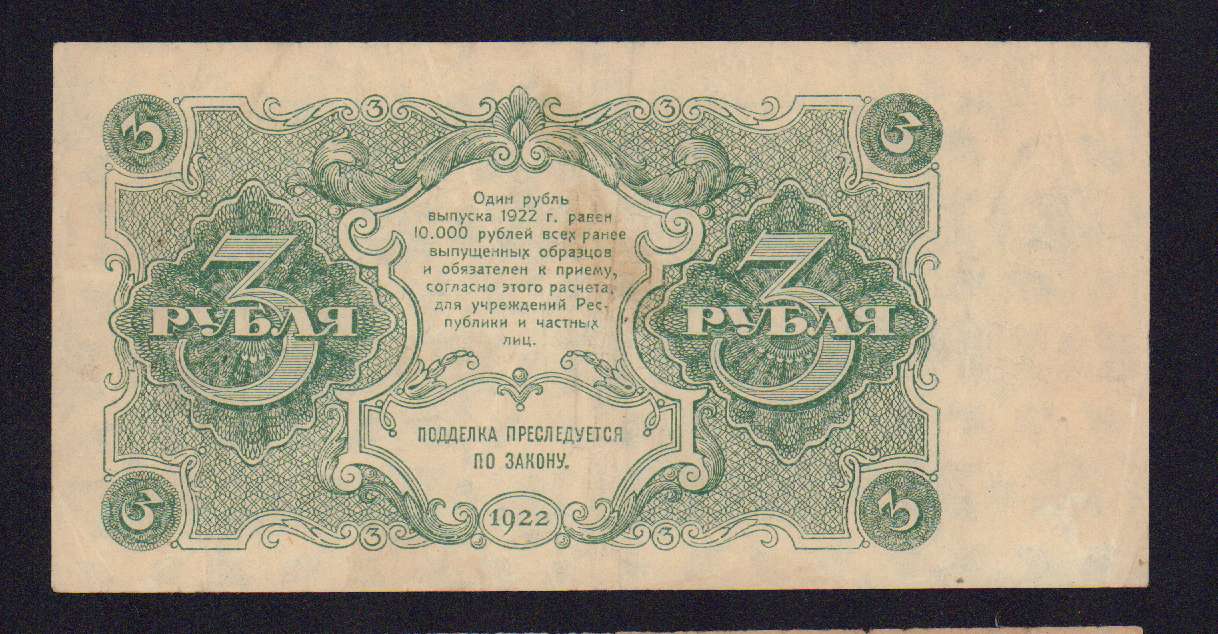 3 3 3 3
Один рубль
выпуска 1922 г. равен
10.000 рублей всех ранее
выпущенных образцов
и обязателен к приему,
согласно этого расчета,
для учреждений Рес-
публики и частных
лиц.
3 3
РУБЛЯ РУБЛЯ
ПОДДЕЛКА ПРЕСЛЕДУЕТСЯ
ПО ЗАКОНУ.
3 3 1922 3 3